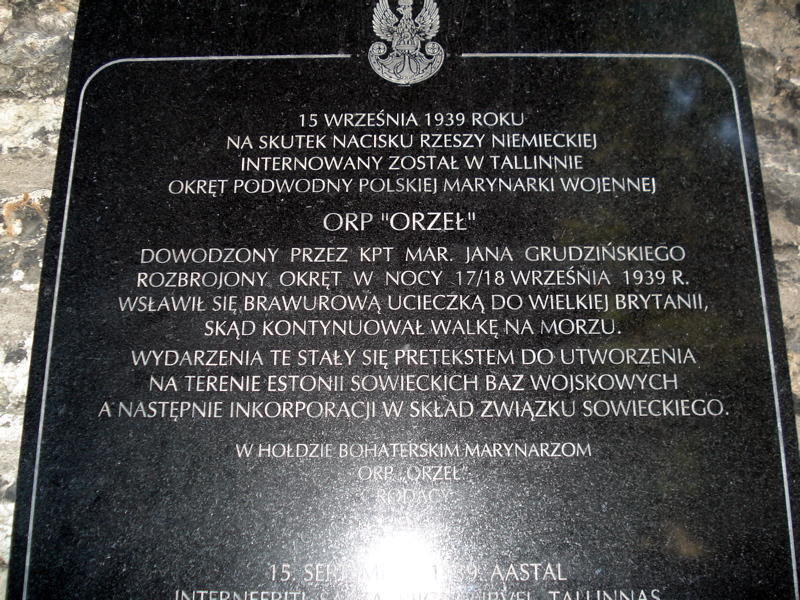 15 WRZEŚNIA 1939 ROKU
NA SKUTEK NACISKU RZESZY NIEMIECKIEJ
INTERNOWANY ZOSTAŁ W TALLINNIE
OKRĘT PODWODNY POLSKIEJ MARYNARKI WOJENNEJ
ORP "ORZEŁ"
DOWODZONY PRZEZ KPT MAR. JANA GRUDZIŃSKIEGO
ROZBROJONY OKRĘT W NOCY 17/18 WRZEŚNIA 1939 R.
WSŁAWIŁ SIĘ BRAWUROWĄ UCIECZKĄ DO WIELKIEJ BRYTANII,
SKĄD KONTYNUOWAŁ WALKĘ NA MORZU.
WYDARZENIA TE STAŁY SIĘ PRETEKSTEM DO UTWORZENIA
NA TERENIE ESTONII SOWIECKICH BAZ WOJSKOWYCH
A NASTĘPNIE INKORPORACJI W SKŁAD ZWIĄZKU SOWIECKIEGO.
W HOŁDZIE BOHATERSKIM MARYNARZOM
ORP „ORZEŁ"
RODACY
15. AASTAL
TALLINNAS